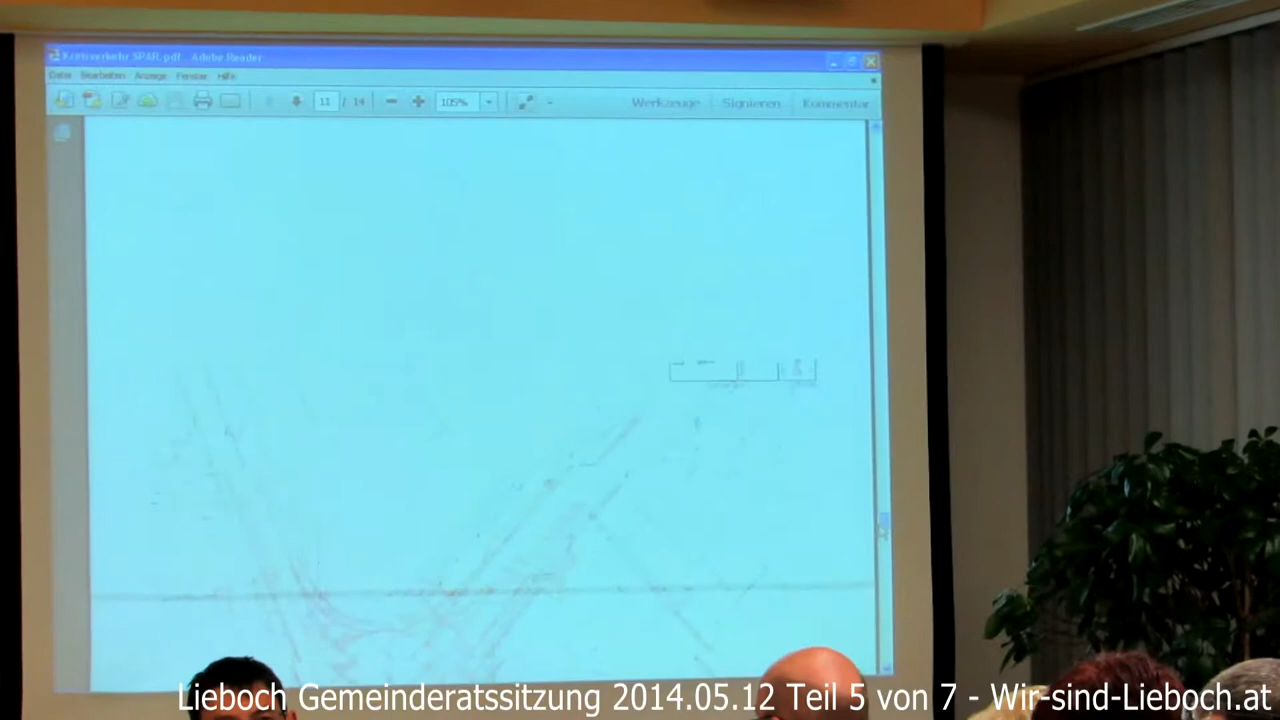 Kreisverkehr SPAR.pdf - Adobe Reader
Datei Bearbeiten Anzeige Fenster Hilfe
11 / 14 105% Werkzeuge Signieren Kommentar
Lieboch Gemeinderatssitzung 2014.05.12 Teil 5 von 7 - Wir-sind-Lieboch.at